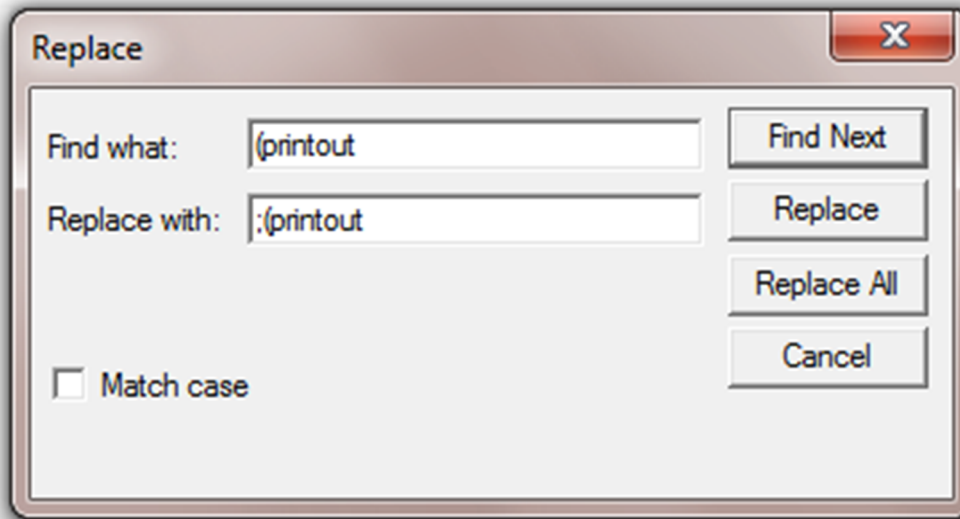 Replace
Find what: (printout Find Next
Replace with: ;(printout Replace
Replace All
Cancel
Match case